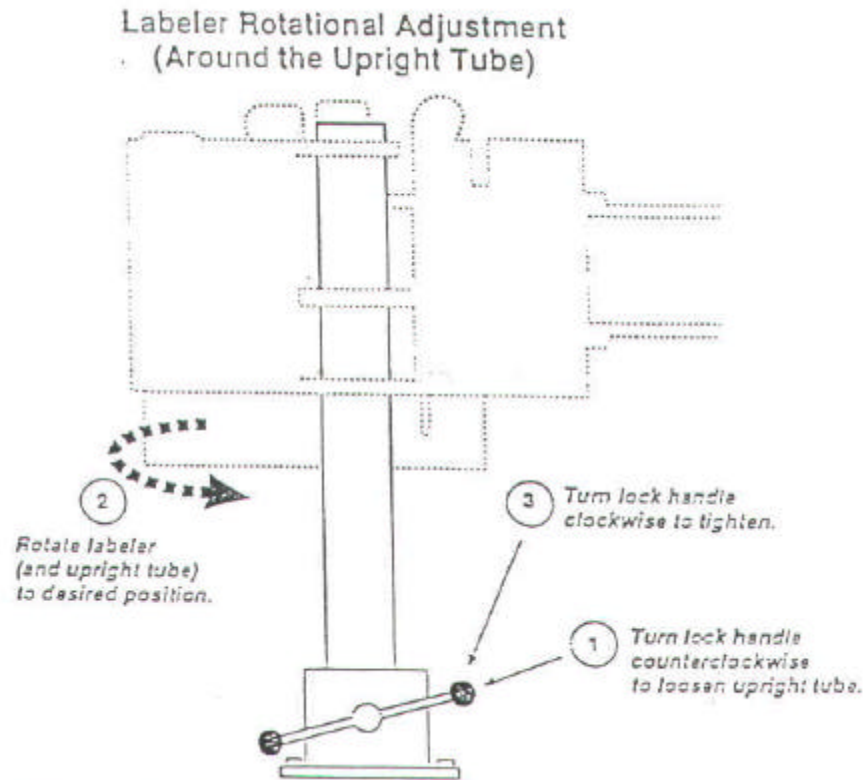 Labeler Rotational Adjustment
(Around the Upright Tube)
2
Rotate labeler
(and upright tube)
to desired position.
3
Turn lock handle
clockwise to tighten.
1
Turn lock handle
counterclockwise
to loosen upright tube.